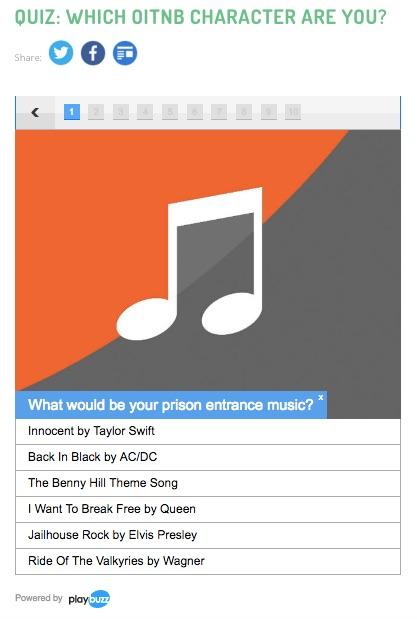 QUIZ: WHICH OITNB CHARACTER ARE YOU?
Share:
1 2 3 4 5 6 7 8 9 10
What would be your prison entrance music? x
Innocent by Taylor Swift
Back In Black by AC/DC
The Benny Hill Theme Song
I Want To Break Free by Queen
Jailhouse Rock by Elvis Presley
Ride Of The Valkyries by Wagner
Powered by playbuzz